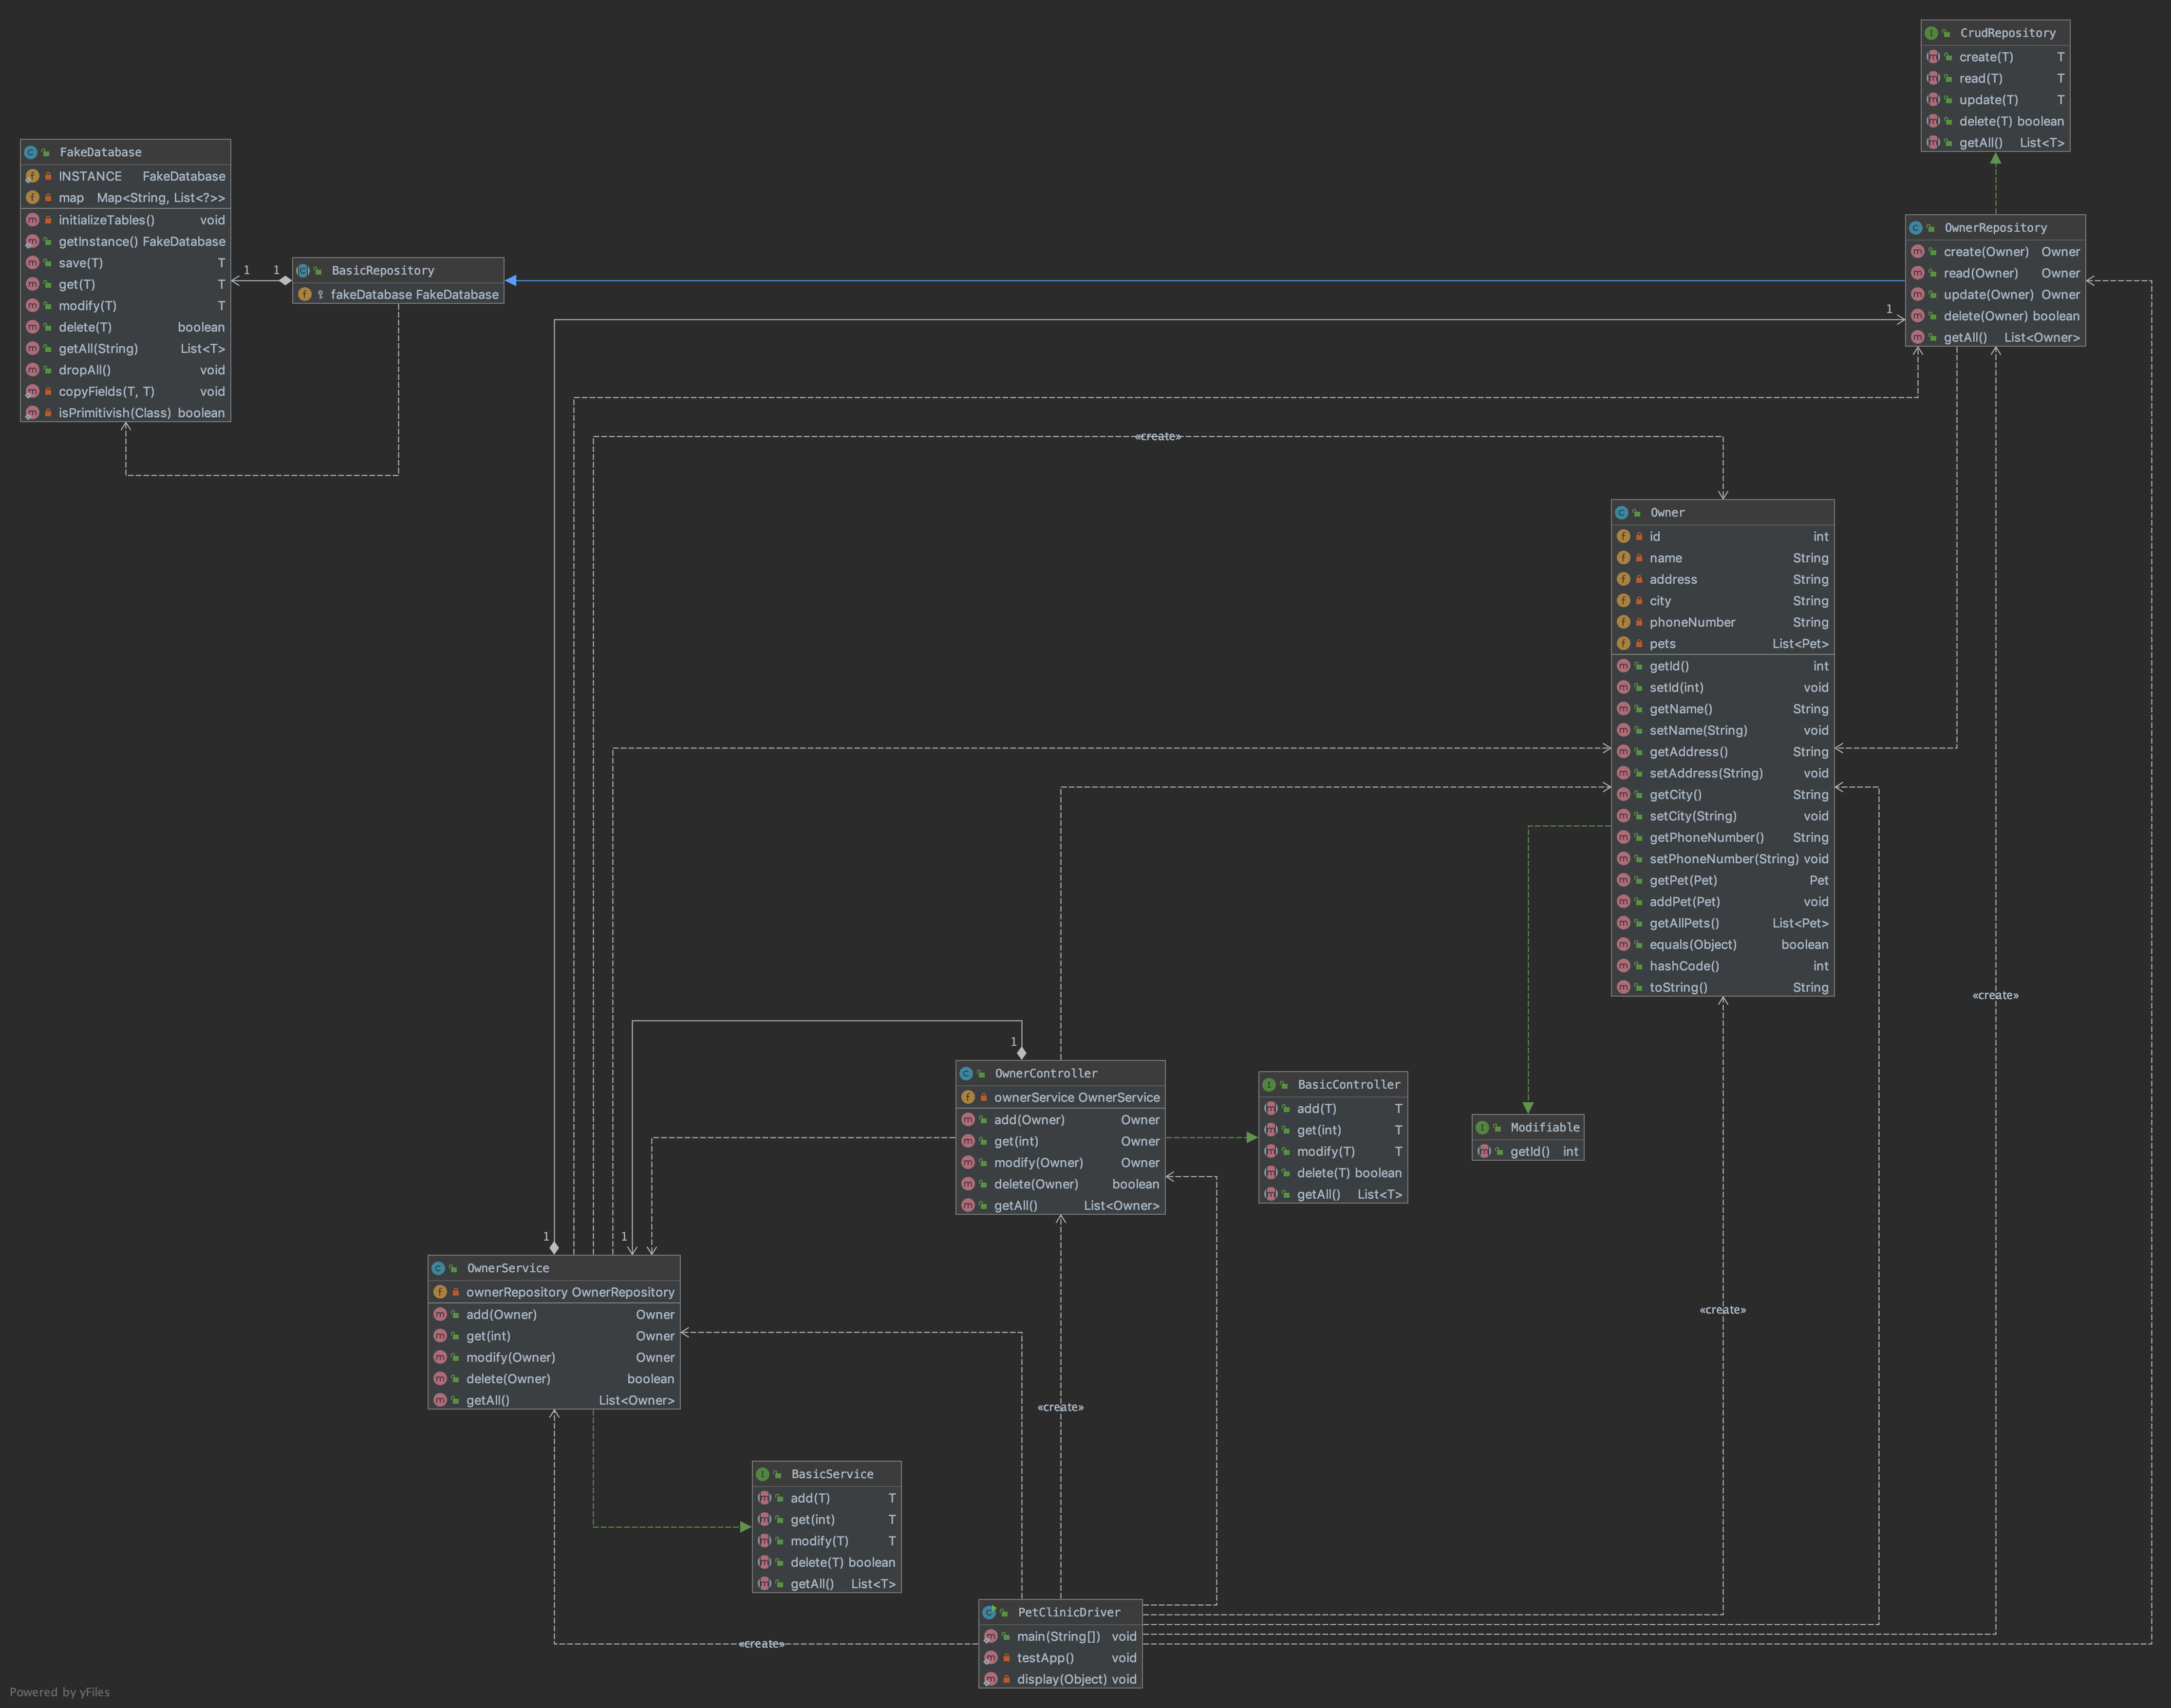 CrudRepository
create(T) T
read(T) T
update(T) T
delete(T) boolean
getAll() List<T>
FakeDatabase
INSTANCE FakeDatabase
map Map<String, List<?>>
initializeTables() void
getInstance() FakeDatabase
save(T) T
get(T) T
modify(T) T
delete(T) boolean
getAll(String) List<T>
dropAll() void
copyFields(T, T) void
isPrimitivish(Class) boolean
1 1
BasicRepository
fakeDatabase FakeDatabase
OwnerRepository
create(Owner) Owner
read(Owner) Owner
update(Owner) Owner
delete(Owner) boolean
getAll() List<Owner>
1
«create»
Owner
id int
name String
address String
city String
phoneNumber String
pets List<Pet>
getId() int
setId(int) void
getName() String
setName(String) void
getAddress() String
setAddress(String) void
getCity() String
setCity(String) void
getPhoneNumber() String
setPhoneNumber(String) void
getPet(Pet) Pet
addPet(Pet) void
getAllPets() List<Pet>
equals(Object) boolean
hashCode() int
toString() String
«create»
1
OwnerController
ownerService OwnerService
add(Owner) Owner
get(int) Owner
modify(Owner) Owner
delete(Owner) boolean
getAll() List<Owner>
BasicController
add(T) T
get(int) T
modify(T) T
delete(T) boolean
getAll() List<T>
Modifiable
getId() int
1 1
OwnerService
ownerRepository OwnerRepository
add(Owner) Owner
get(int) Owner
modify(Owner) Owner
delete(Owner) boolean
getAll() List<Owner>
«create»
«create»
BasicService
add(T) T
get(int) T
modify(T) T
delete(T) boolean
getAll() List<T>
«create»
PetClinicDriver
main(String[]) void
testApp() void
display(Object) void
Powered by yFiles